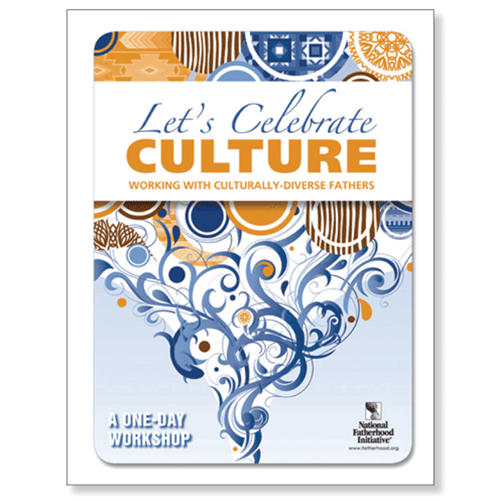 Let's Celebrate
CULTURE
WORKING WITH CULTURALLY-DIVERSE FATHERS
A ONE-DAY
WORKSHOP
National
Fatherhood
Initiative®
www.fatherhood.org